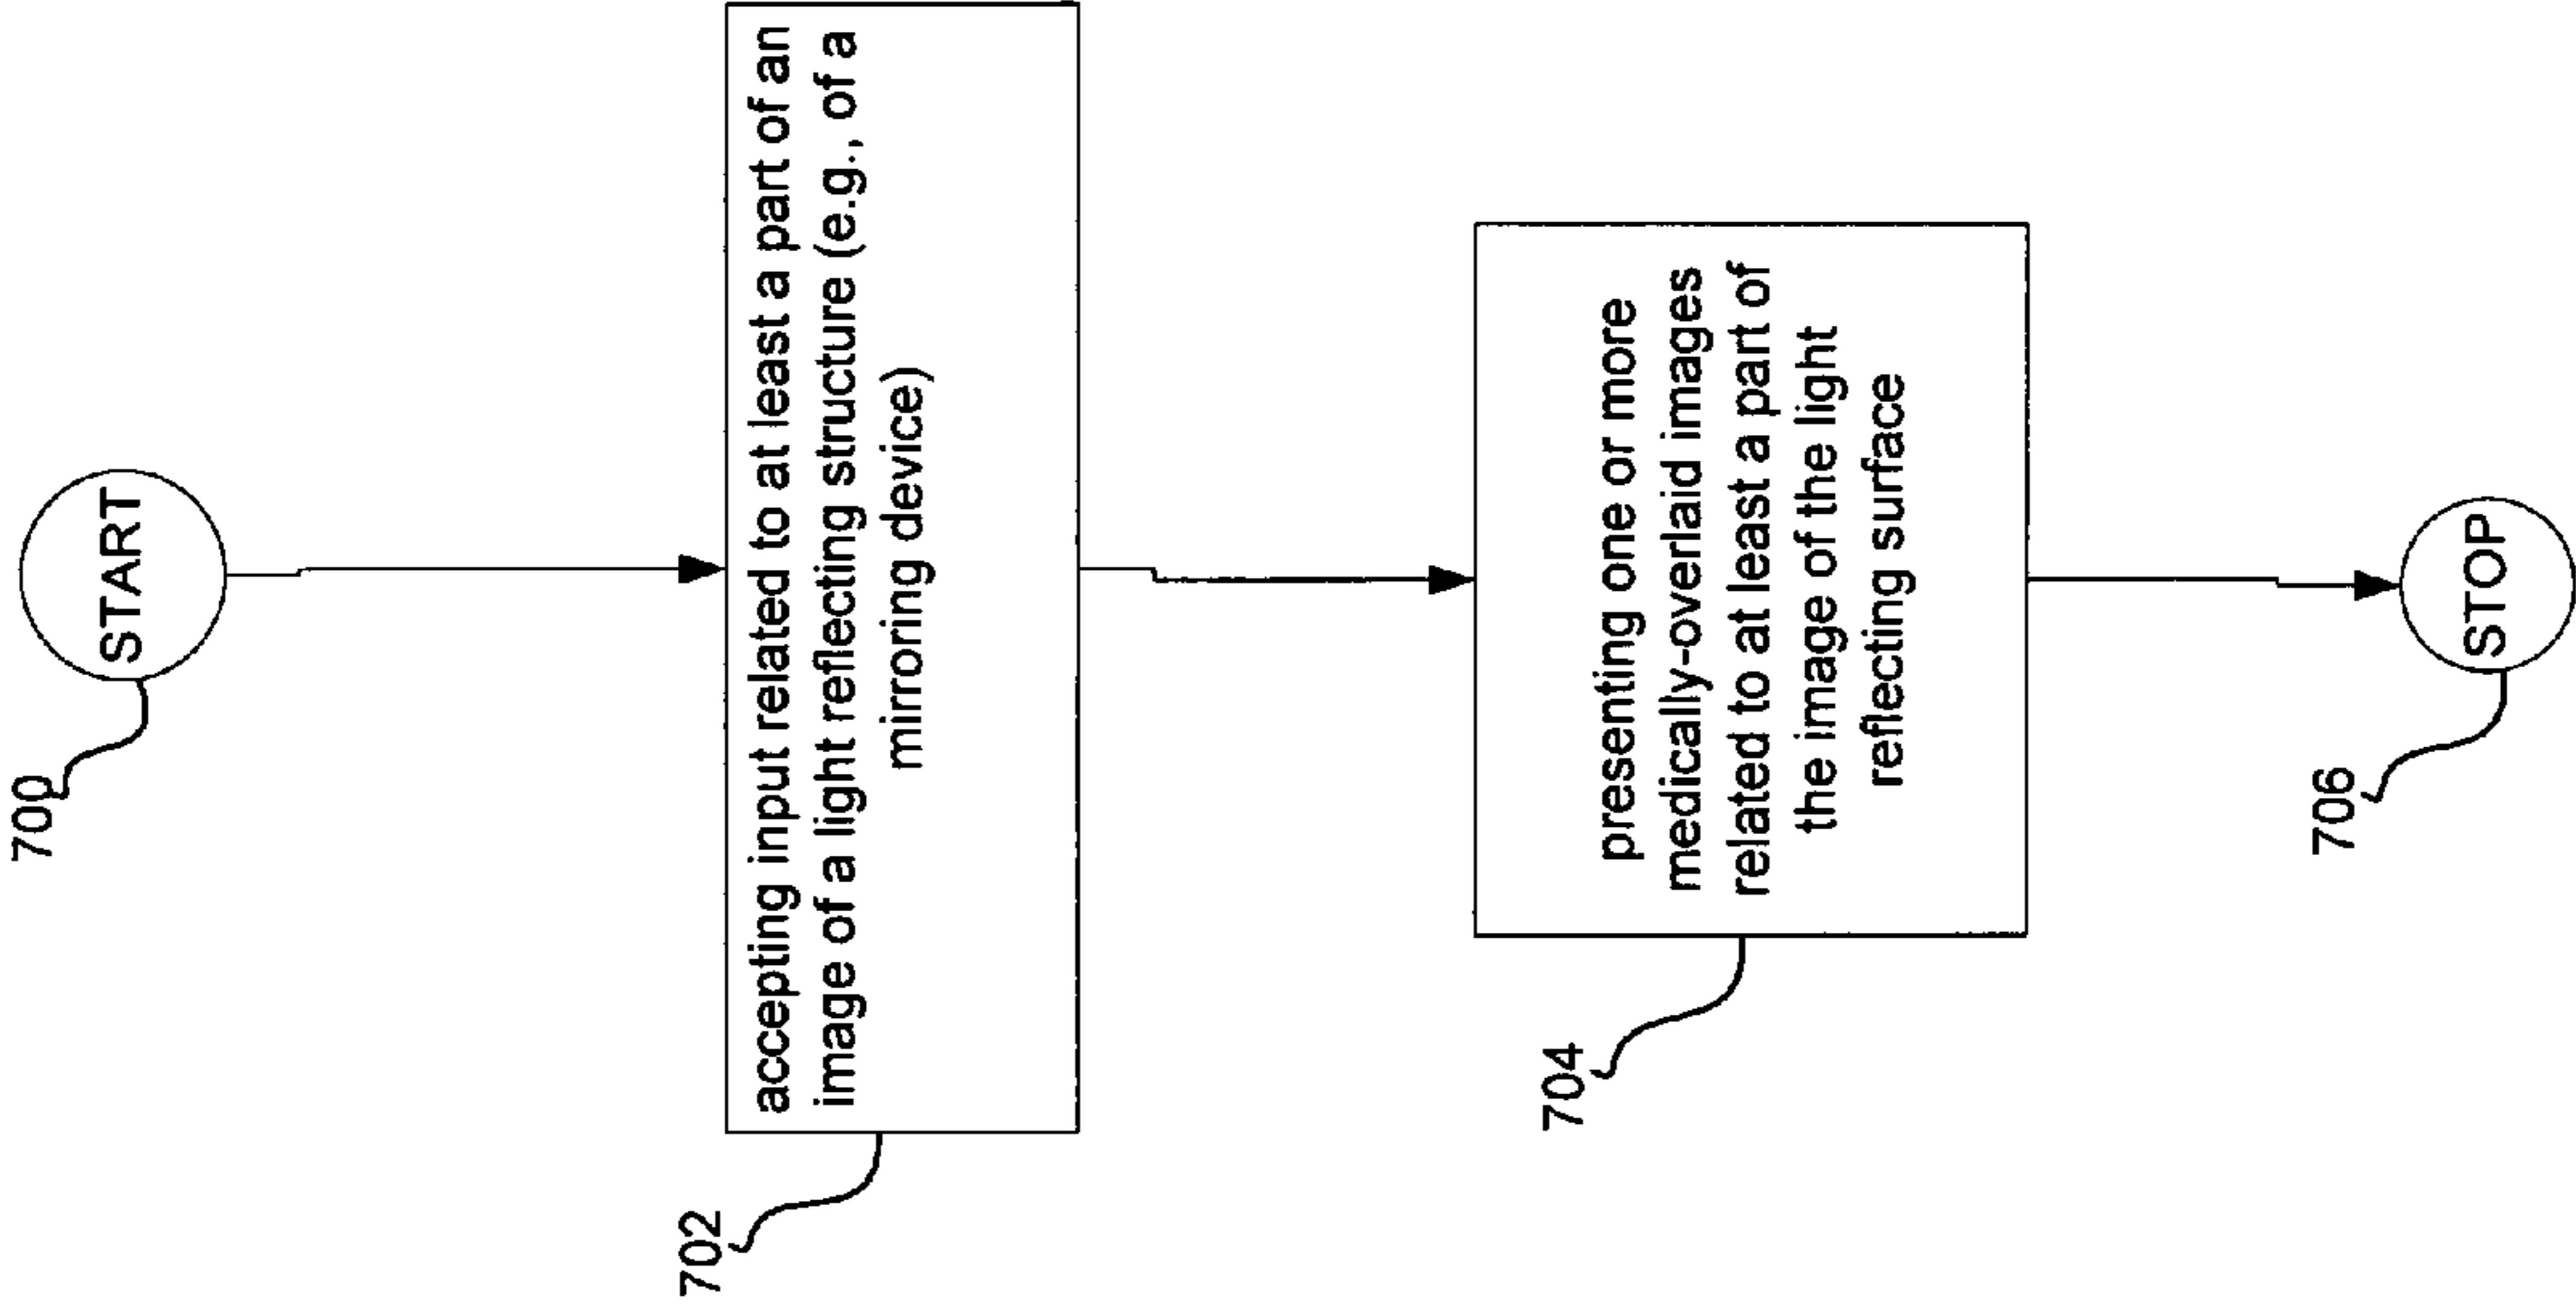 700
START
702
accepting input related to at least a part of an
image of a light reflecting structure (e.g., of a
mirroring device)
704
presenting one or more
medically-overlaid images
related to at least a part of
the image of the light
reflecting surface
706
STOP